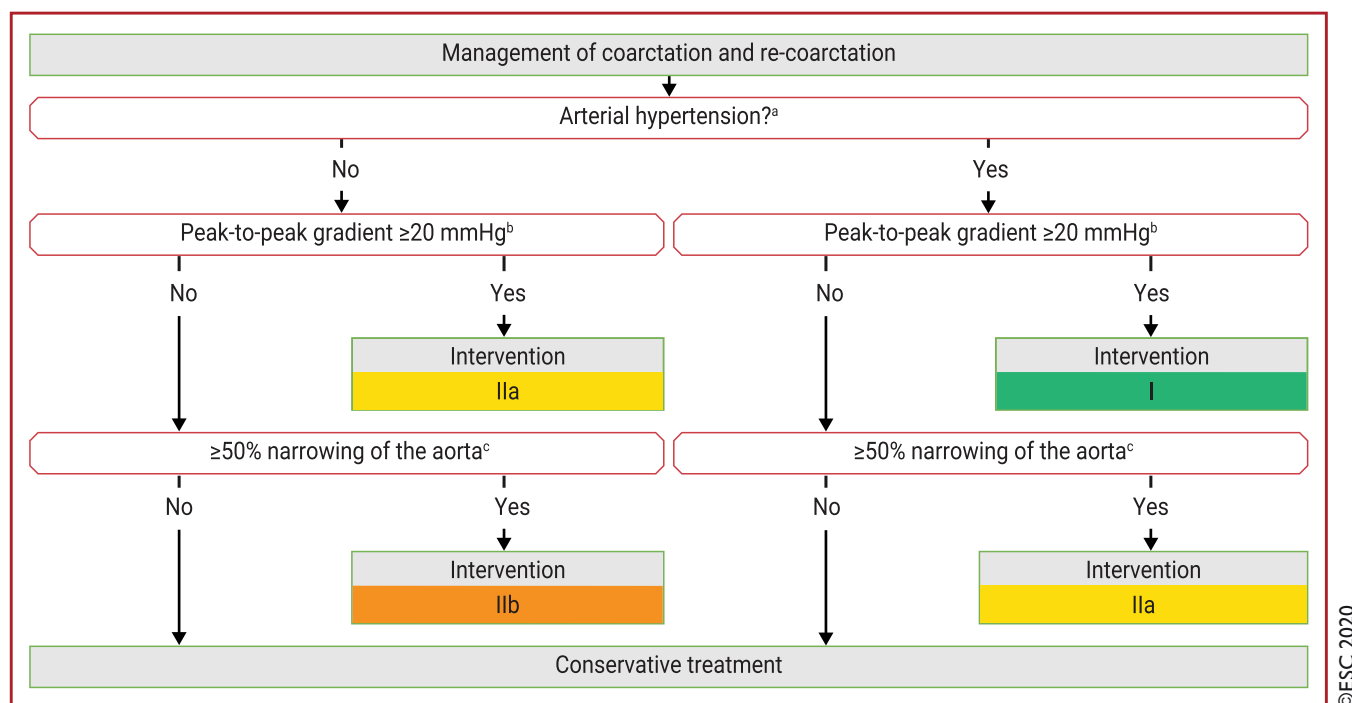 Management of coarctation and re-coarctation
Arterial hypertension?ᵃ
No
Yes
Peak-to-peak gradient ≥20 mmHgᵇ
Peak-to-peak gradient ≥20 mmHgᵇ
No
Yes
No
Yes
Intervention
IIa
Intervention
I
≥50% narrowing of the aortaᶜ
≥50% narrowing of the aortaᶜ
No
Yes
No
Yes
Intervention
IIb
Intervention
IIa
Conservative treatment
©ESC 2020